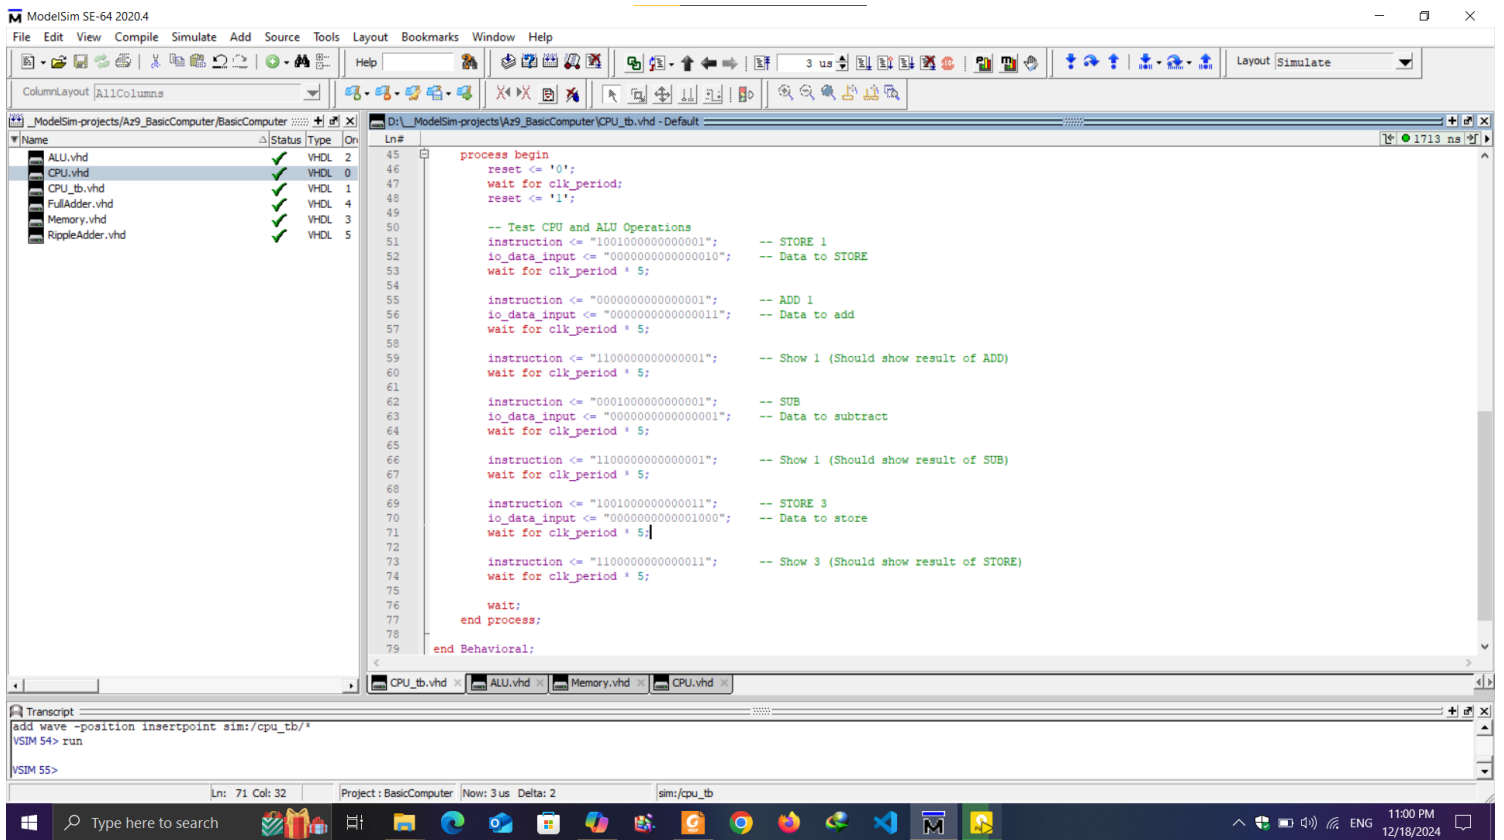 ModelSim SE-64 2020.4
File Edit View Compile Simulate Add Source Tools Layout Bookmarks Window Help
Help
3 us
Layout Simulate
ColumnLayout AllColumns
_ModelSim-projects/Az9_BasicComputer/BasicComputer
Name Status Type Or
ALU.vhd VHDL 2
CPU.vhd VHDL 0
CPU_tb.vhd VHDL 1
FullAdder.vhd VHDL 4
Memory.vhd VHDL 3
RippleAdder.vhd VHDL 5
D:\__ModelSim-projects\Az9_BasicComputer\CPU_tb.vhd - Default
Ln#
1713 ns
45 process begin
46 reset <= '0';
47 wait for clk_period;
48 reset <= '1';
49
50 -- Test CPU and ALU Operations
51 instruction <= "1001000000000001"; -- STORE 1
52 io_data_input <= "0000000000000010"; -- Data to STORE
53 wait for clk_period * 5;
54
55 instruction <= "0000000000000001"; -- ADD 1
56 io_data_input <= "0000000000000011"; -- Data to add
57 wait for clk_period * 5;
58
59 instruction <= "1100000000000001"; -- Show 1 (Should show result of ADD)
60 wait for clk_period * 5;
61
62 instruction <= "0001000000000001"; -- SUB
63 io_data_input <= "0000000000000001"; -- Data to subtract
64 wait for clk_period * 5;
65
66 instruction <= "1100000000000001"; -- Show 1 (Should show result of SUB)
67 wait for clk_period * 5;
68
69 instruction <= "1001000000000011"; -- STORE 3
70 io_data_input <= "0000000000001000"; -- Data to store
71 wait for clk_period * 5;
72
73 instruction <= "1100000000000011"; -- Show 3 (Should show result of STORE)
74 wait for clk_period * 5;
75
76 wait;
77 end process;
78
79 end Behavioral;
CPU_tb.vhd ALU.vhd Memory.vhd CPU.vhd
Transcript
add wave -position insertpoint sim:/cpu_tb/*
VSIM 54> run
VSIM 55>
Ln: 71 Col: 32 Project : BasicComputer Now: 3 us Delta: 2 sim:/cpu_tb
Type here to search
ENG
11:00 PM
12/18/2024